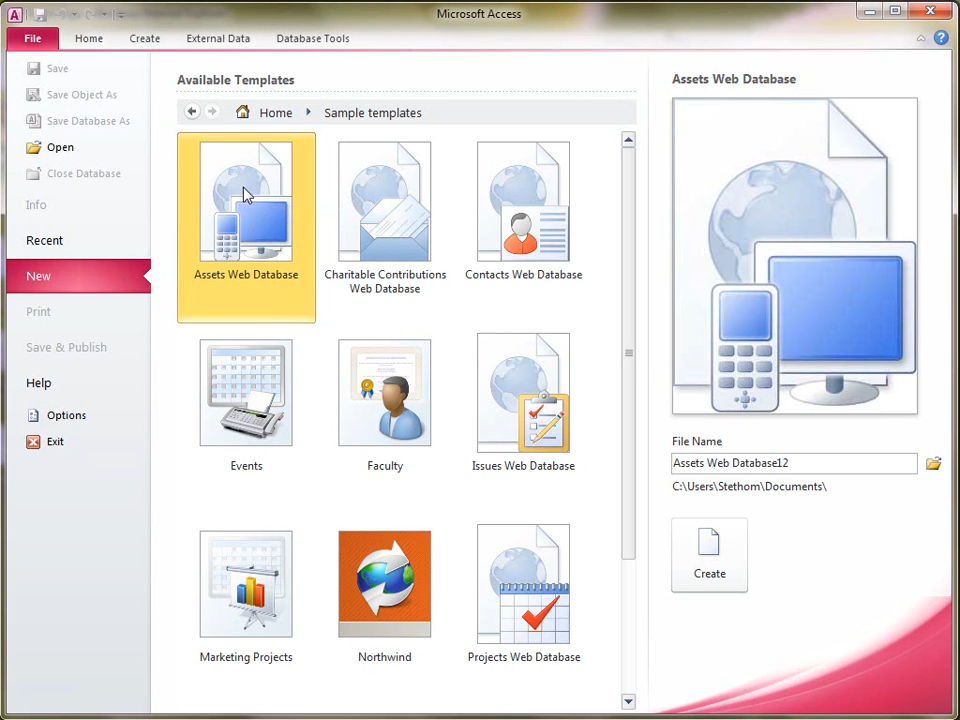 Microsoft Access
File Home Create External Data Database Tools
Save
Save Object As
Save Database As
Open
Close Database
Info
Recent
New
Print
Save & Publish
Help
Options
Exit
Available Templates
Home Sample templates
Assets Web Database
Charitable Contributions
Web Database
Contacts Web Database
Events
Faculty
Issues Web Database
Marketing Projects
Northwind
Projects Web Database
Assets Web Database
File Name
Assets Web Database12
C:\Users\Stethom\Documents\
Create